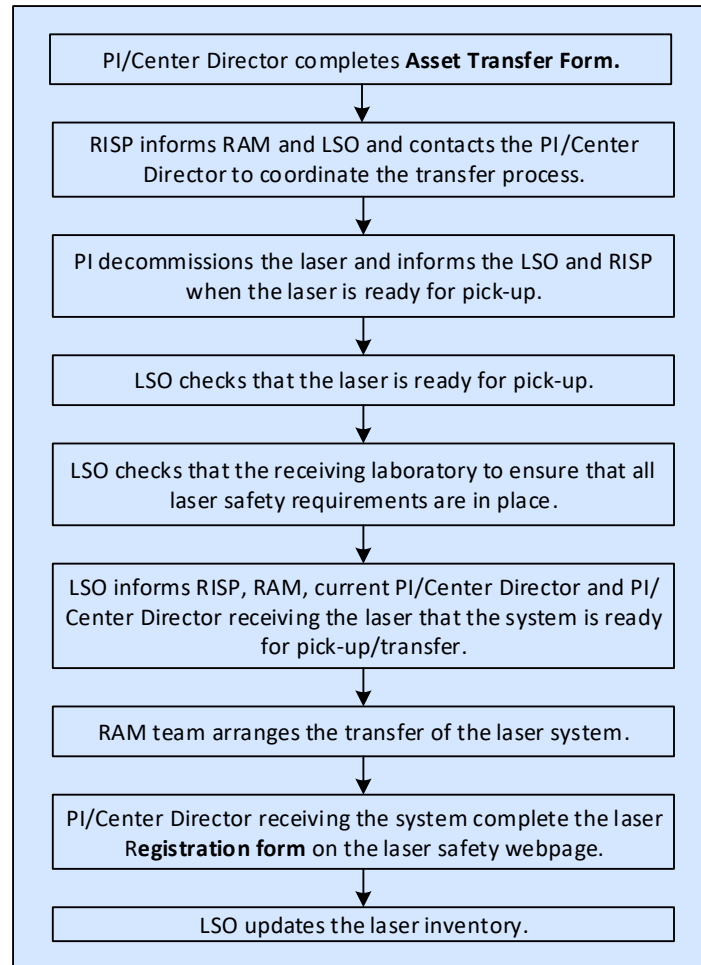 PI/Center Director completes Asset Transfer Form.
RISP informs RAM and LSO and contacts the PI/Center
Director to coordinate the transfer process.
PI decommissions the laser and informs the LSO and RISP
when the laser is ready for pick-up.
LSO checks that the laser is ready for pick-up.
LSO checks that the receiving laboratory to ensure that all
laser safety requirements are in place.
LSO informs RISP, RAM, current PI/Center Director and PI/
Center Director receiving the laser that the system is ready
for pick-up/transfer.
RAM team arranges the transfer of the laser system.
PI/Center Director receiving the system complete the laser
Registration form on the laser safety webpage.
LSO updates the laser inventory.